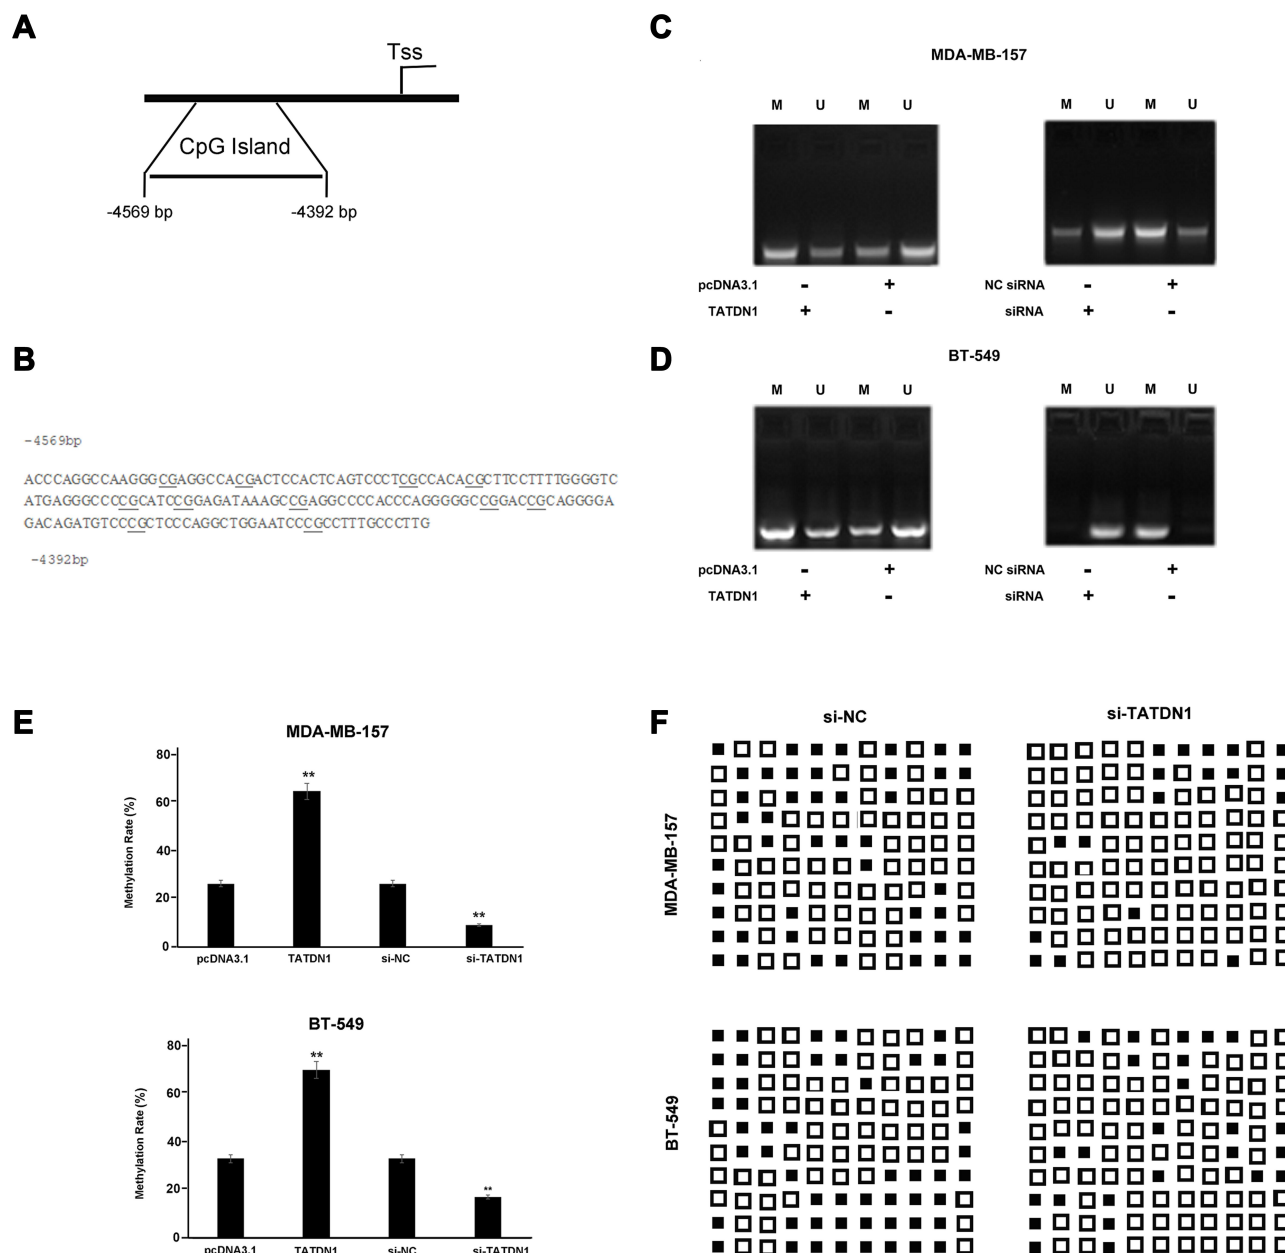 A
Tss
CpG Island
-4569 bp
-4392 bp
B
-4569bp
ACCCAGGCCAAGGGCGAGGCCACGACTCCACTCAGTCCCTCGCCACACGCTTCCTTTTGGGGTC
ATGAGGGCCCCGCATCCGGAGATAAAGCCGAGGCCCCACCCAGGGGGCCGGACCGCAGGGGA
GACAGATGTCCCGCTCCCAGGCTGGAATCCCGCCTTTGCCCTTG
-4392bp
C
MDA-MB-157
M U M U
M U M U
pcDNA3.1 - +
TATDN1 + -
NC siRNA - +
siRNA + -
D
BT-549
M U M U
M U M U
pcDNA3.1 - +
TATDN1 + -
NC siRNA - +
siRNA + -
E
MDA-MB-157
Methylation Rate (%)
80
60
40
20
0
**
**
pcDNA3.1 TATDN1 si-NC si-TATDN1
BT-549
Methylation Rate (%)
80
60
40
20
0
**
**
pcDNA3.1 TATDN1 si-NC si-TATDN1
F
si-NC
si-TATDN1
MDA-MB-157
BT-549